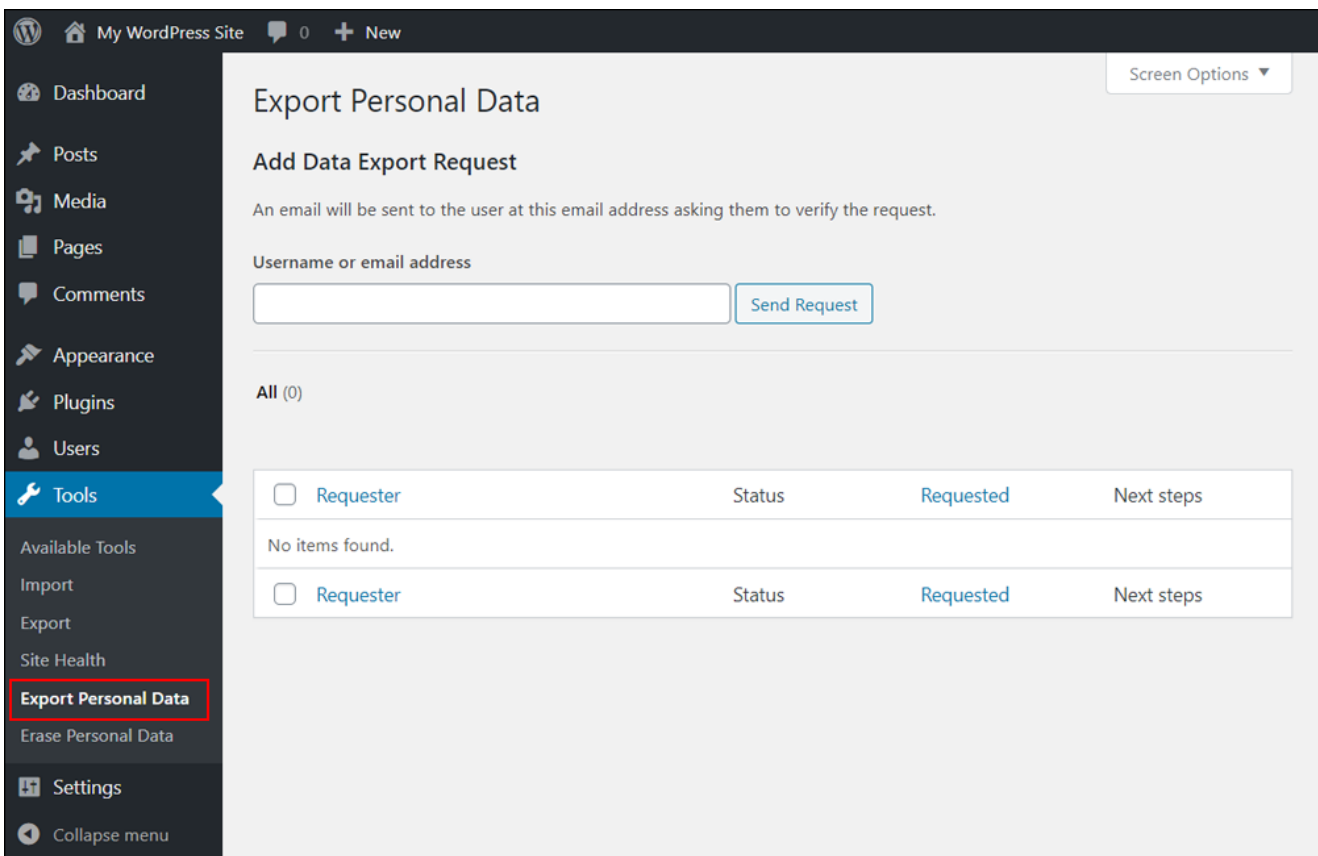 My WordPress Site 0 New
Screen Options
Dashboard
Posts
Media
Pages
Comments
Appearance
Plugins
Users
Tools
Available Tools
Import
Export
Site Health
Export Personal Data
Erase Personal Data
Settings
Collapse menu
Export Personal Data
Add Data Export Request
An email will be sent to the user at this email address asking them to verify the request.
Username or email address
Send Request
All (0)
Requester Status Requested Next steps
No items found.
Requester Status Requested Next steps